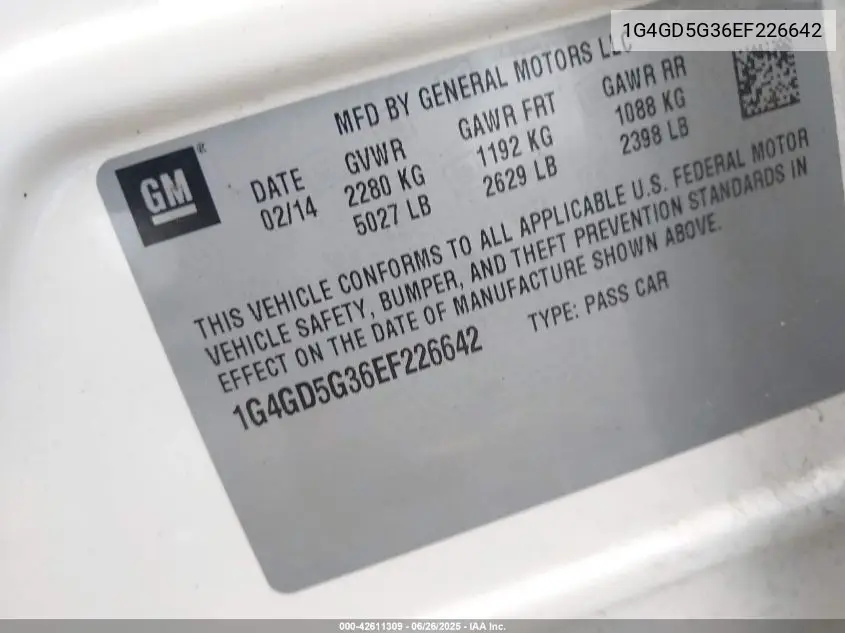 1G4GD5G36EF226642
MFD BY GENERAL MOTORS LLC
GM ®
DATE GVWR GAWR FRT GAWR RR
02/14 2280 KG 1192 KG 1088 KG
5027 LB 2629 LB 2398 LB
THIS VEHICLE CONFORMS TO ALL APPLICABLE U.S. FEDERAL MOTOR
VEHICLE SAFETY, BUMPER, AND THEFT PREVENTION STANDARDS IN
EFFECT ON THE DATE OF MANUFACTURE SHOWN ABOVE.
1G4GD5G36EF226642 TYPE: PASS CAR
000-42611309 - 06/26/2025 - IAA Inc.